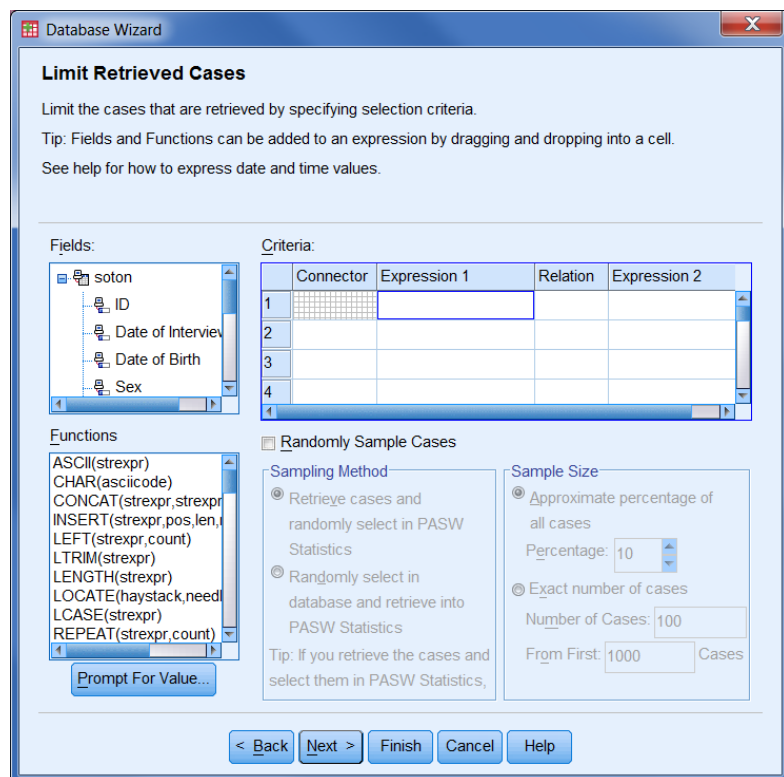 Database Wizard
Limit Retrieved Cases
Limit the cases that are retrieved by specifying selection criteria.
Tip: Fields and Functions can be added to an expression by dragging and dropping into a cell.
See help for how to express date and time values.
Fields:
soton
ID
Date of Interview
Date of Birth
Sex
Criteria:
Connector Expression 1 Relation Expression 2
1
2
3
4
Functions
ASCII(strexpr)
CHAR(asciicode)
CONCAT(strexpr,strexpr
INSERT(strexpr,pos,len,r
LEFT(strexpr,count)
LTRIM(strexpr)
LENGTH(strexpr)
LOCATE(haystack,needl
LCASE(strexpr)
REPEAT(strexpr,count)
Prompt For Value...
Randomly Sample Cases
Sampling Method
Retrieve cases and
randomly select in PASW
Statistics
Randomly select in
database and retrieve into
PASW Statistics
Tip: If you retrieve the cases and
select them in PASW Statistics,
Sample Size
Approximate percentage of
all cases
Percentage: 10
Exact number of cases
Number of Cases: 100
From First: 1000 Cases
< Back Next > Finish Cancel Help